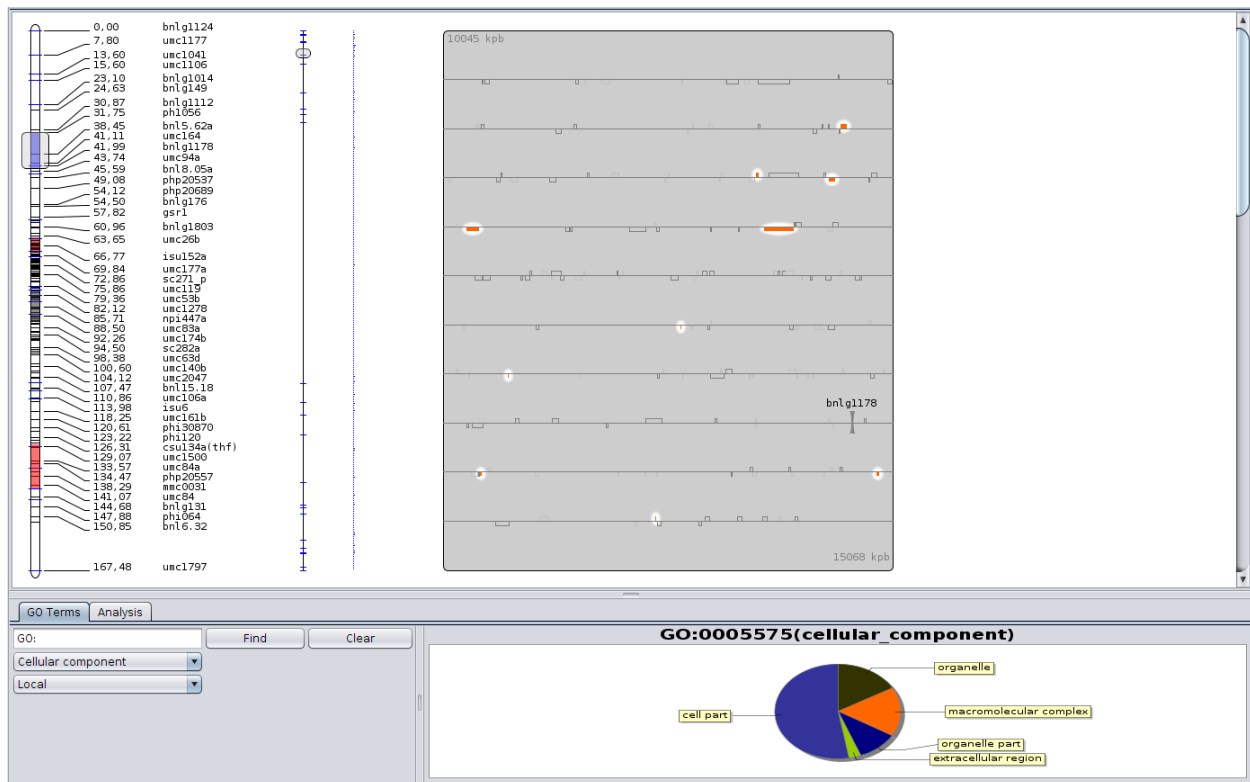 0,00 bnlg1124
7,80 umc1177
13,60 umc1041
15,60 umc1106
23,10 bnlg1014
24,63 bnlg149
30,87 bnlg1112
31,75 ph1056
38,45 bnl5.62a
41,11 umc164
41,99 bnlg1178
43,74 umc94a
45,59 bnl8.05a
49,08 php20537
54,12 php20689
54,50 bnlg176
57,82 gsr1
60,96 bnlg1803
63,65 umc26b
66,77 isu152a
69,84 umc177a
72,86 sc271_p
75,86 umc119
79,36 umc53b
82,12 umc1278
85,71 npi447a
88,50 umc83a
92,26 umc174b
94,50 sc282a
98,38 umc63d
100,60 umc140b
104,12 umc2047
107,47 bnl15.18
110,86 umc106a
113,98 isu6
118,25 umc161b
120,61 phi30870
123,22 phi120
126,31 csu134a(thf)
129,07 umc1500
133,57 umc84a
134,47 php20557
138,29 mmc0031
141,07 umc84
144,68 bnlg131
147,88 phi064
150,85 bnl6.32
167,48 umc1797
10045 kpb
bnlg1178
15068 kpb
GO Terms Analysis
GO: Find Clear
Cellular component
Local
GO:0005575(cellular_component)
organelle
cell part
macromolecular complex
organelle part
extracellular region